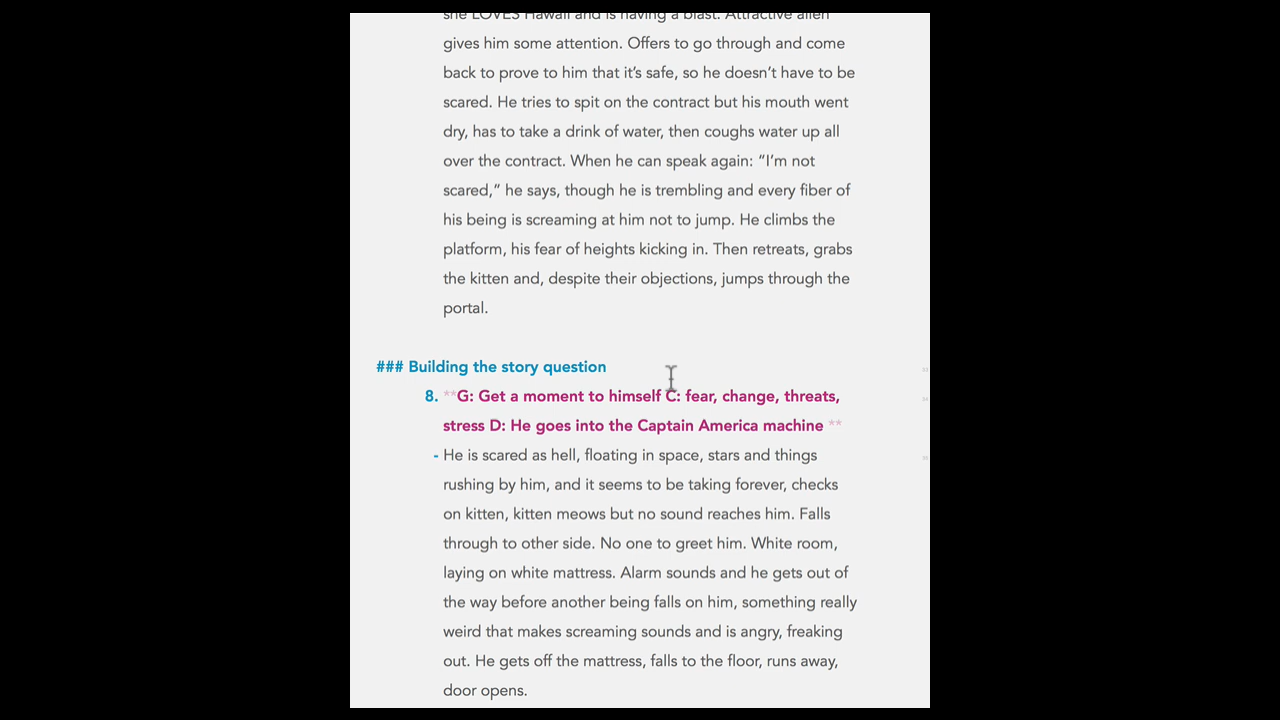 she LOVES Hawaii and is having a blast. Attractive alien
gives him some attention. Offers to go through and come
back to prove to him that it’s safe, so he doesn’t have to be
scared. He tries to spit on the contract but his mouth went
dry, has to take a drink of water, then coughs water up all
over the contract. When he can speak again: “I’m not
scared,“ he says, though he is trembling and every fiber of
his being is screaming at him not to jump. He climbs the
platform, his fear of heights kicking in. Then retreats, grabs
the kitten and, despite their objections, jumps through the
portal.
### Building the story question
8. **G: Get a moment to himself C: fear, change, threats,
stress D: He goes into the Captain America machine **
- He is scared as hell, floating in space, stars and things
rushing by him, and it seems to be taking forever, checks
on kitten, kitten meows but no sound reaches him. Falls
through to other side. No one to greet him. White room,
laying on white mattress. Alarm sounds and he gets out of
the way before another being falls on him, something really
weird that makes screaming sounds and is angry, freaking
out. He gets off the mattress, falls to the floor, runs away,
door opens.